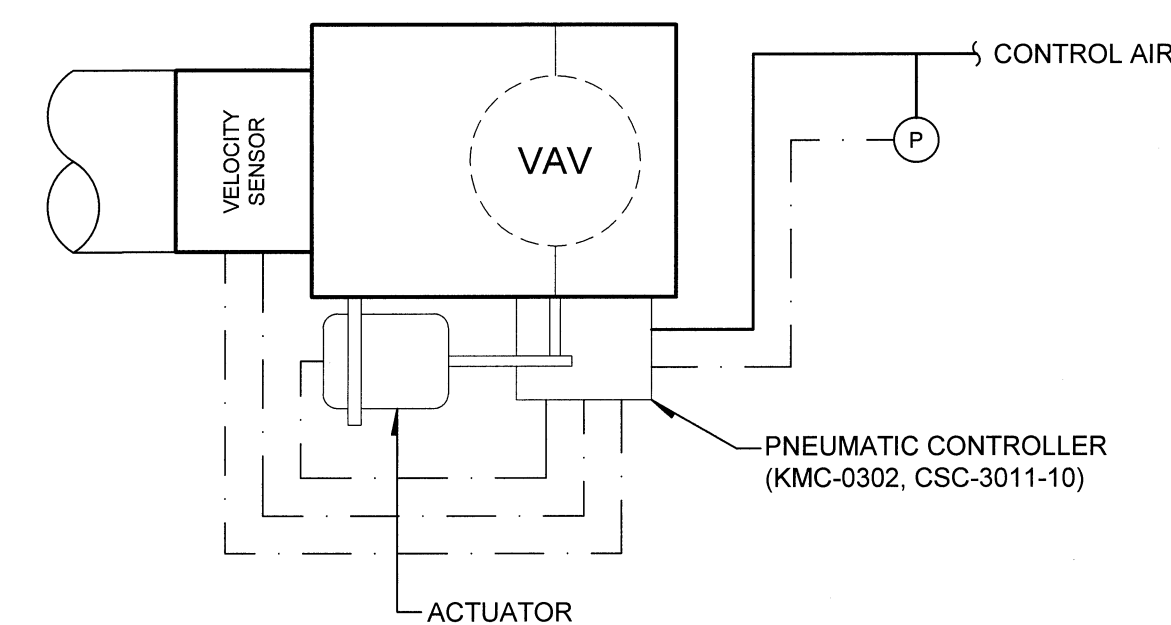 CONTROL AIR
P
VELOCITY
SENSOR
VAV
PNEUMATIC CONTROLLER
(KMC-0302, CSC-3011-10)
ACTUATOR